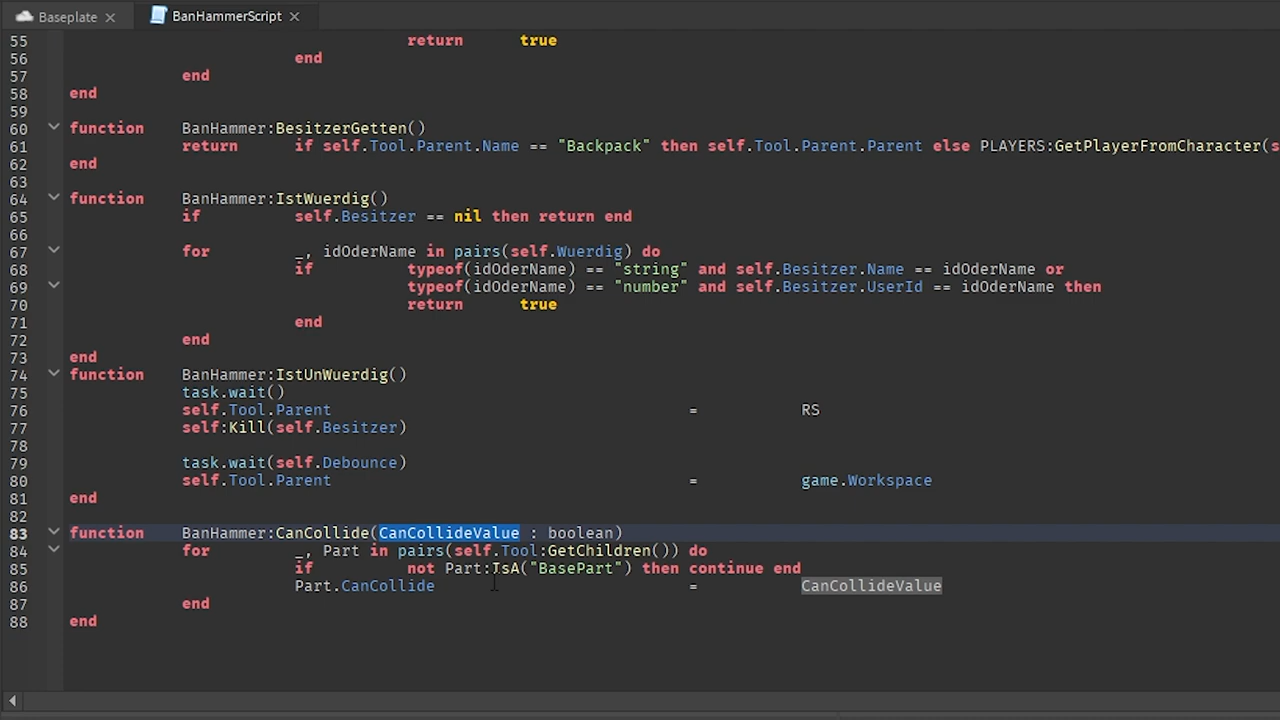 Baseplate
BanHammerScript
55 return true
56 end
57 end
58 end
59
60 function BanHammer:BesitzerGetten()
61 return if self.Tool.Parent.Name == "Backpack" then self.Tool.Parent.Parent else PLAYERS:GetPlayerFromCharacter(s
62 end
63
64 function BanHammer:IstWuerdig()
65 if self.Besitzer == nil then return end
66
67 for _, idOderName in pairs(self.Wuerdig) do
68 if typeof(idOderName) == "string" and self.Besitzer.Name == idOderName or
69 typeof(idOderName) == "number" and self.Besitzer.UserId == idOderName then
70 return true
71 end
72 end
73 end
74 function BanHammer:IstUnWuerdig()
75 task.wait()
76 self.Tool.Parent = RS
77 self:Kill(self.Besitzer)
78
79 task.wait(self.Debounce)
80 self.Tool.Parent = game.Workspace
81 end
82
83 function BanHammer:CanCollide(CanCollideValue : boolean)
84 for _, Part in pairs(self.Tool:GetChildren()) do
85 if not Part:IsA("BasePart") then continue end
86 Part.CanCollide = CanCollideValue
87 end
88 end